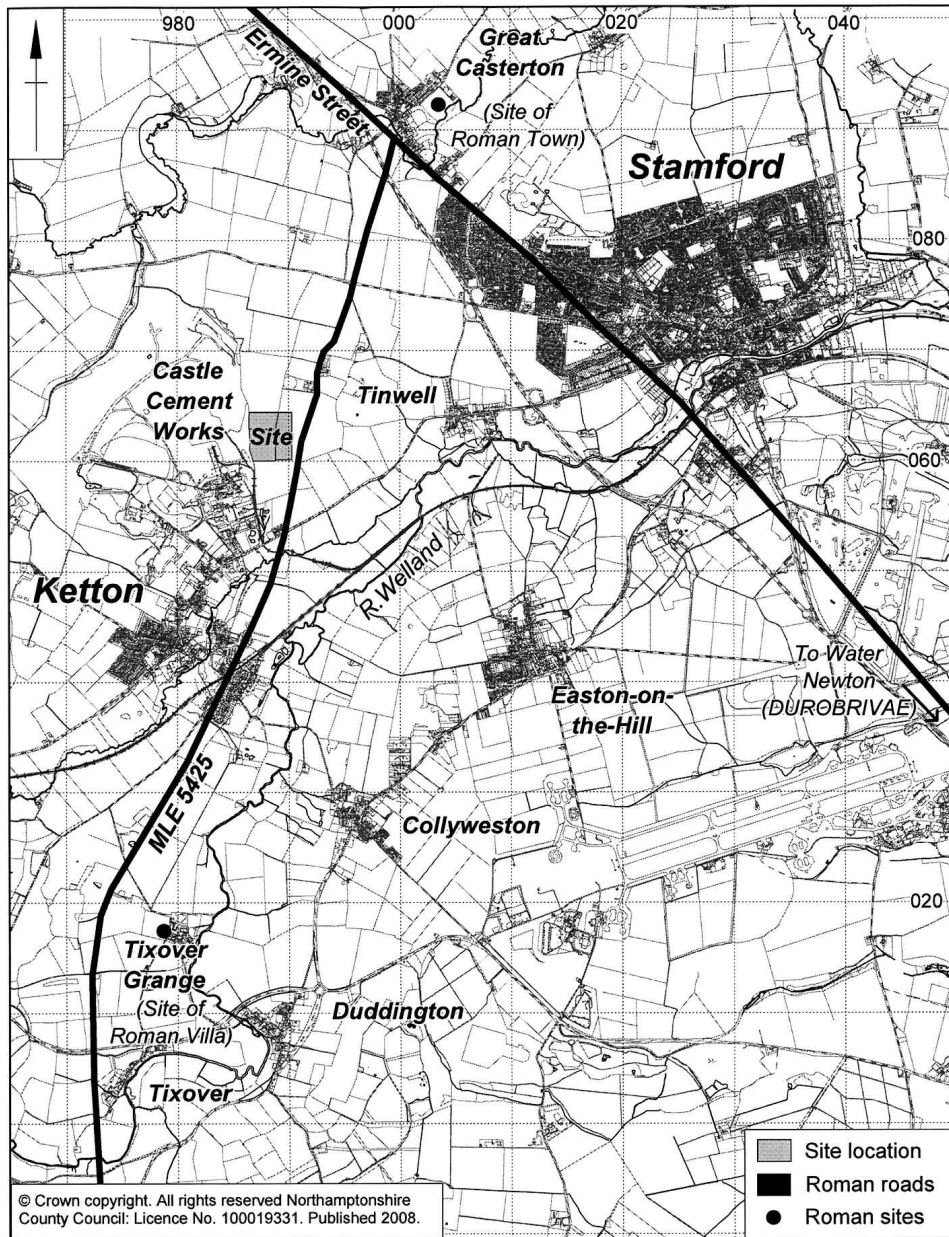 980
000
020
040
Ermine Street
Great
Casterton
(Site of
Roman Town)
Stamford
080
Castle
Cement
Works
Site
Tinwell
060
R. Welland
Ketton
To Water
Newton
(DUROBRIVAE)
Easton-on-
the-Hill
MLE 5425
Collyweston
020
Tixover
Grange
(Site of
Roman Villa)
Duddington
Tixover
Site location
Roman roads
Roman sites
© Crown copyright. All rights reserved Northamptonshire
County Council: Licence No. 100019331. Published 2008.